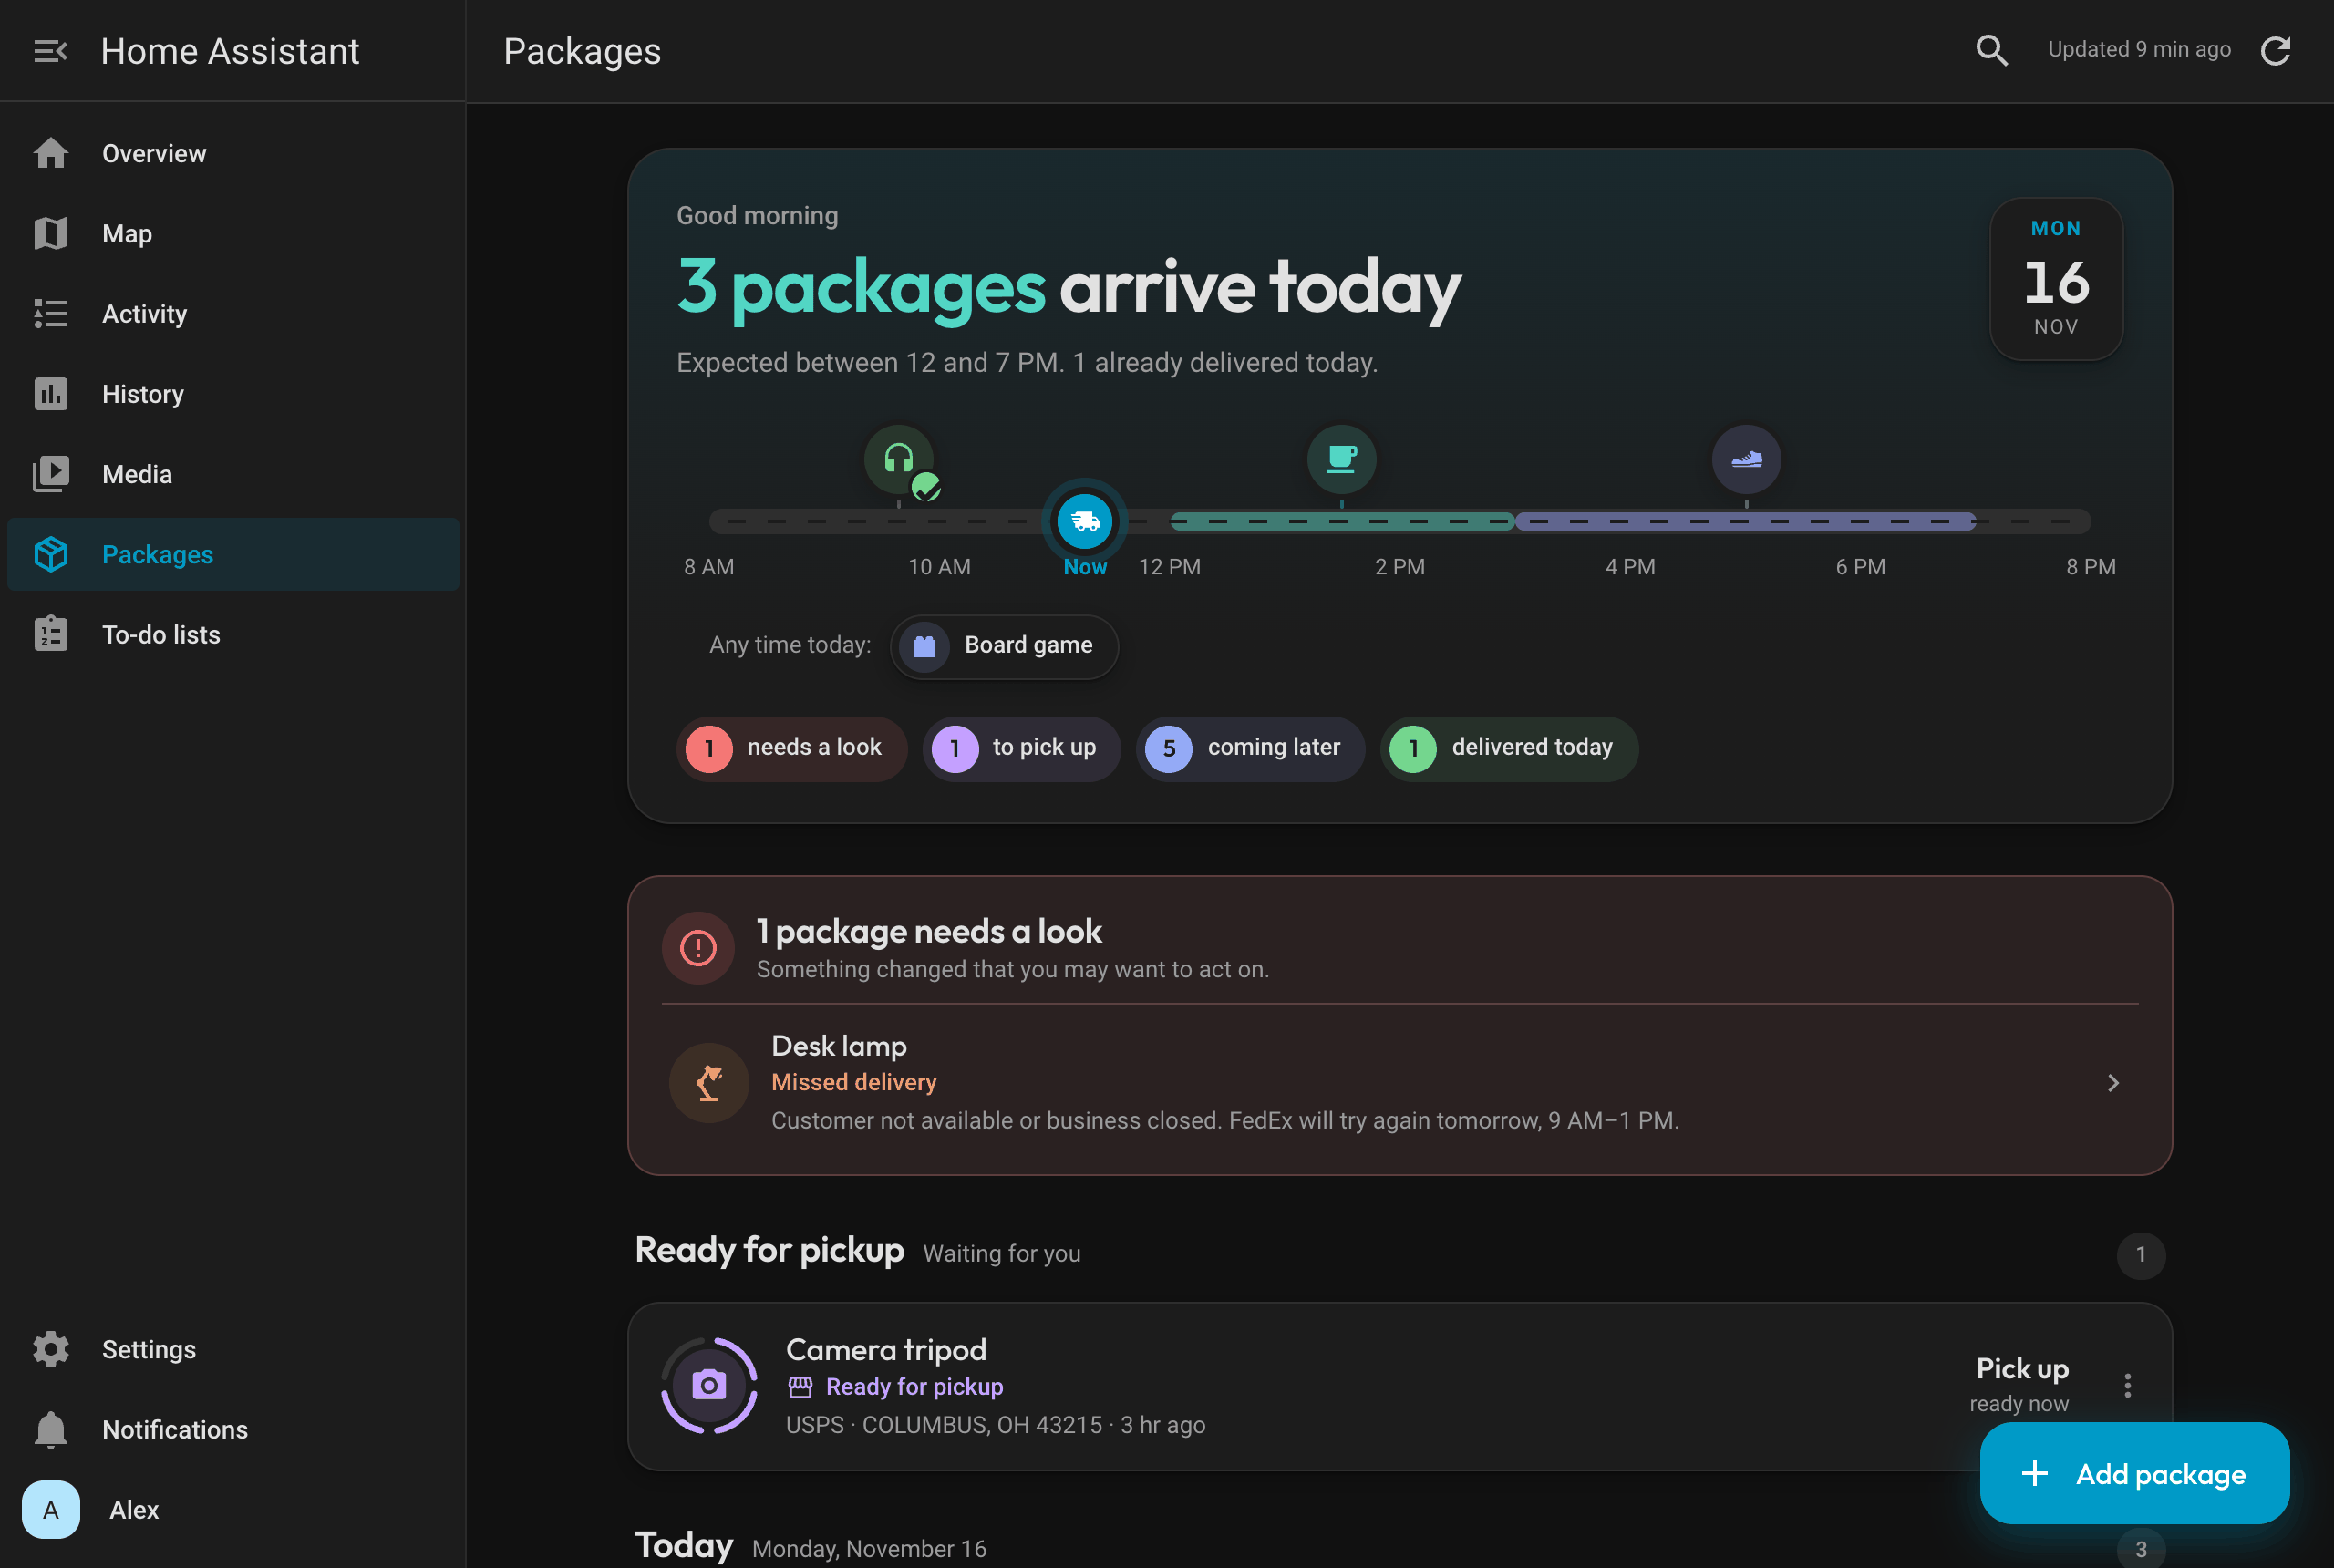 Home Assistant
Overview
Map
Activity
History
Media
Packages
To-do lists
Settings
Notifications
A
Alex
Packages
Updated 9 min ago
Good morning
3 packages arrive today
Expected between 12 and 7 PM. 1 already delivered today.
MON
16
NOV
8 AM
10 AM
Now
12 PM
2 PM
4 PM
6 PM
8 PM
Any time today:
Board game
1 needs a look
1 to pick up
5 coming later
1 delivered today
1 package needs a look
Something changed that you may want to act on.
Desk lamp
Missed delivery
Customer not available or business closed. FedEx will try again tomorrow, 9 AM–1 PM.
Ready for pickup
Waiting for you
1
Camera tripod
Ready for pickup
USPS · COLUMBUS, OH 43215 · 3 hr ago
Pick up
ready now
Add package
Today
Monday, November 16
3